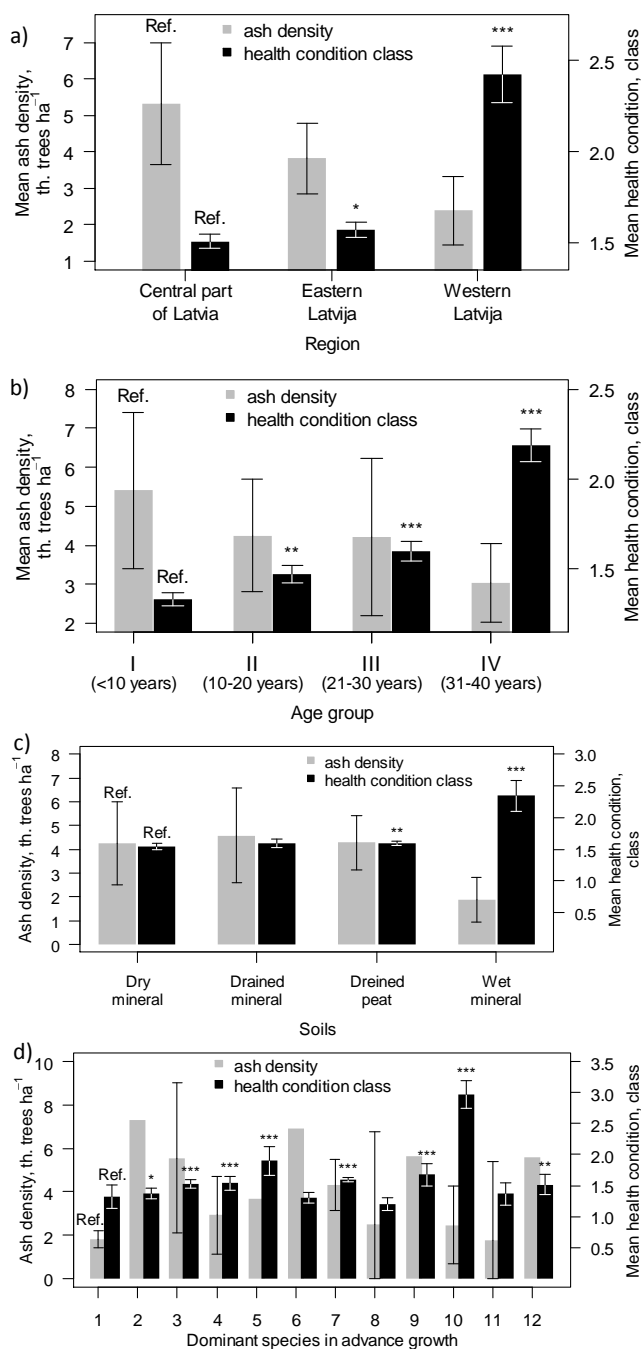 a)
Ref.
ash density
health condition class
***
Ref.
*
Mean ash density,
th. trees ha⁻¹
7
6
5
4
3
2
1
2.5
2.0
1.5
Mean health condition, class
Central part
of Latvia
Eastern
Latvija
Western
Latvija
Region
b)
Ref.
ash density
health condition class
***
Ref.
**
***
Mean ash density,
th. trees ha⁻¹
8
7
6
5
4
3
2
2.5
2.0
1.5
Mean health condition, class
I
(<10 years)
II
(10-20 years)
III
(21-30 years)
IV
(31-40 years)
Age group
c)
ash density
health condition class
Ref.
Ref.
**
***
Ash density, th. trees ha⁻¹
8
7
6
5
4
3
2
1
0
3.0
2.5
2.0
1.5
1.0
0.5
Mean health condition,
class
Dry
mineral
Drained
mineral
Dreined
peat
Wet
mineral
Soils
d)
ash density
health condition class
Ref.
Ref.
*
***
***
***
***
***
***
**
Ash density, th. trees ha⁻¹
10
8
6
4
2
0
3.5
3.0
2.5
2.0
1.5
1.0
0.5
Mean health condition, class
1 2 3 4 5 6 7 8 9 10 11 12
Dominant species in advance growth